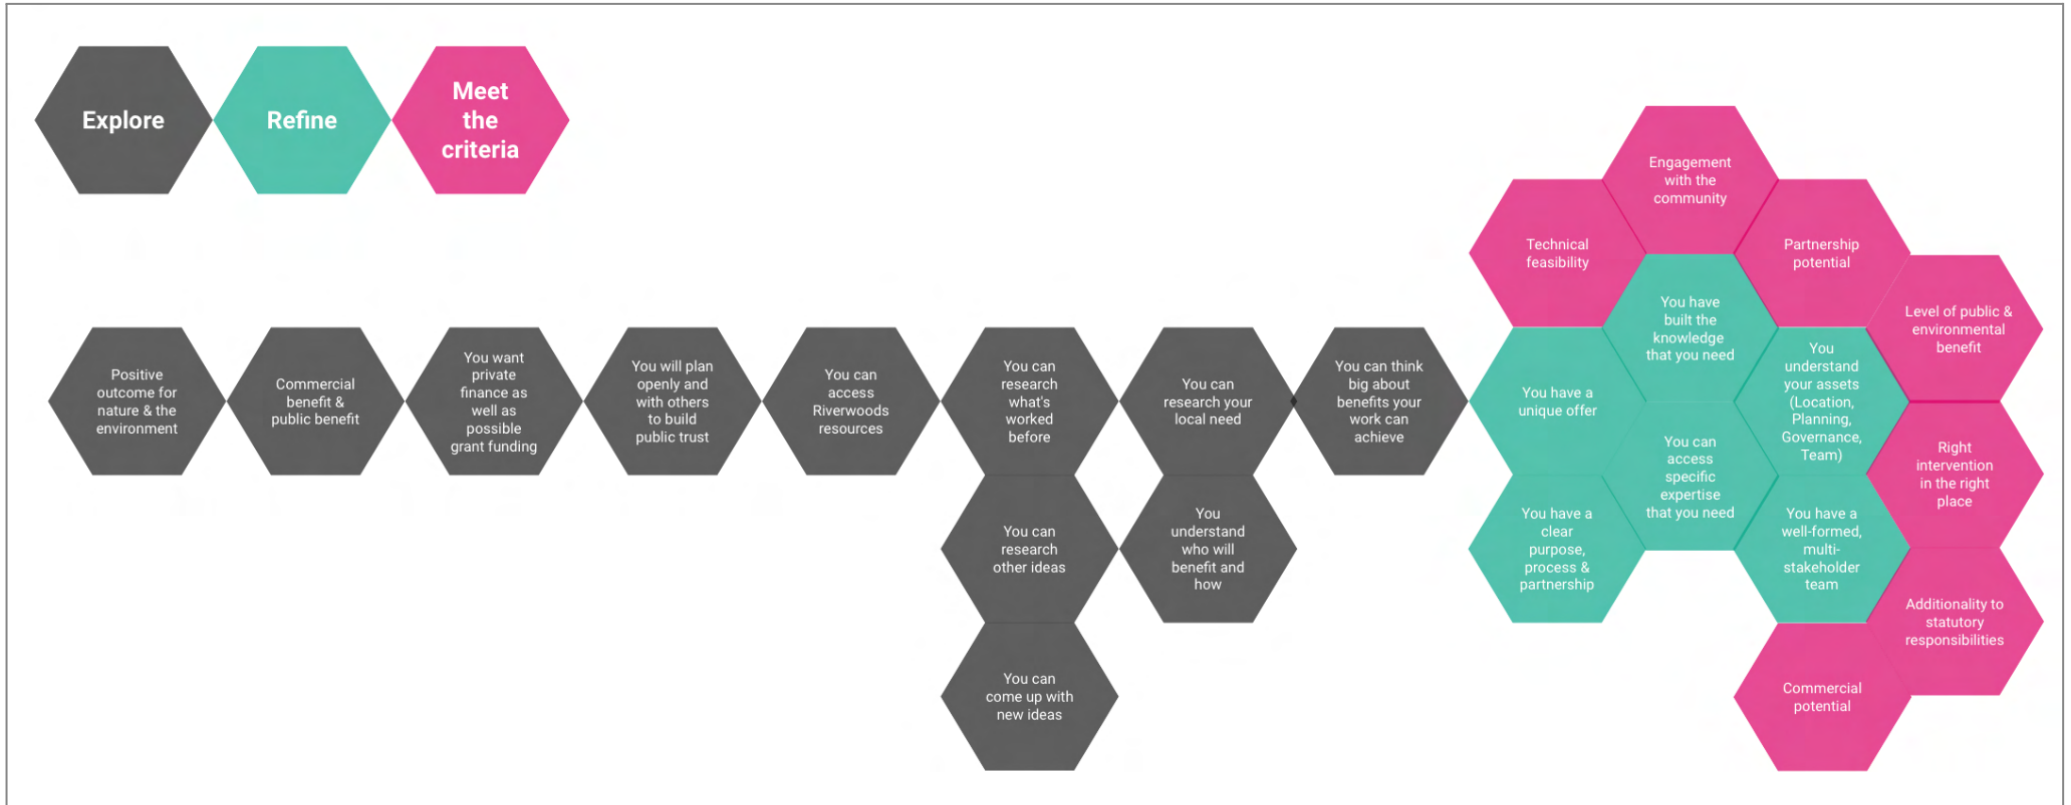 Explore
Refine
Meet
the
criteria
Positive
outcome for
nature & the
environment
Commercial
benefit &
public benefit
You want
private
finance as
well as
possible
grant funding
You will plan
openly and
with others
to build
public trust
You can
access
Riverwoods
resources
You can
research
what's
worked
before
You can
research your
local need
You can think
big about
benefits your
work can
achieve
You can
research
other ideas
You
understand
who will
benefit and
how
You can
come up with
new ideas
Engagement
with the
community
Technical
feasibility
Partnership
potential
You have
built the
knowledge
that you need
Level of public &
environmental
benefit
You have a
unique offer
You
understand
your assets
(Location,
Planning,
Governance,
Team)
You can
access
specific
expertise
that you need
Right
intervention
in the right
place
You have a
clear
purpose,
process &
partnership
You have a
well-formed,
multi-
stakeholder
team
Additionality to
statutory
responsibilities
Commercial
potential